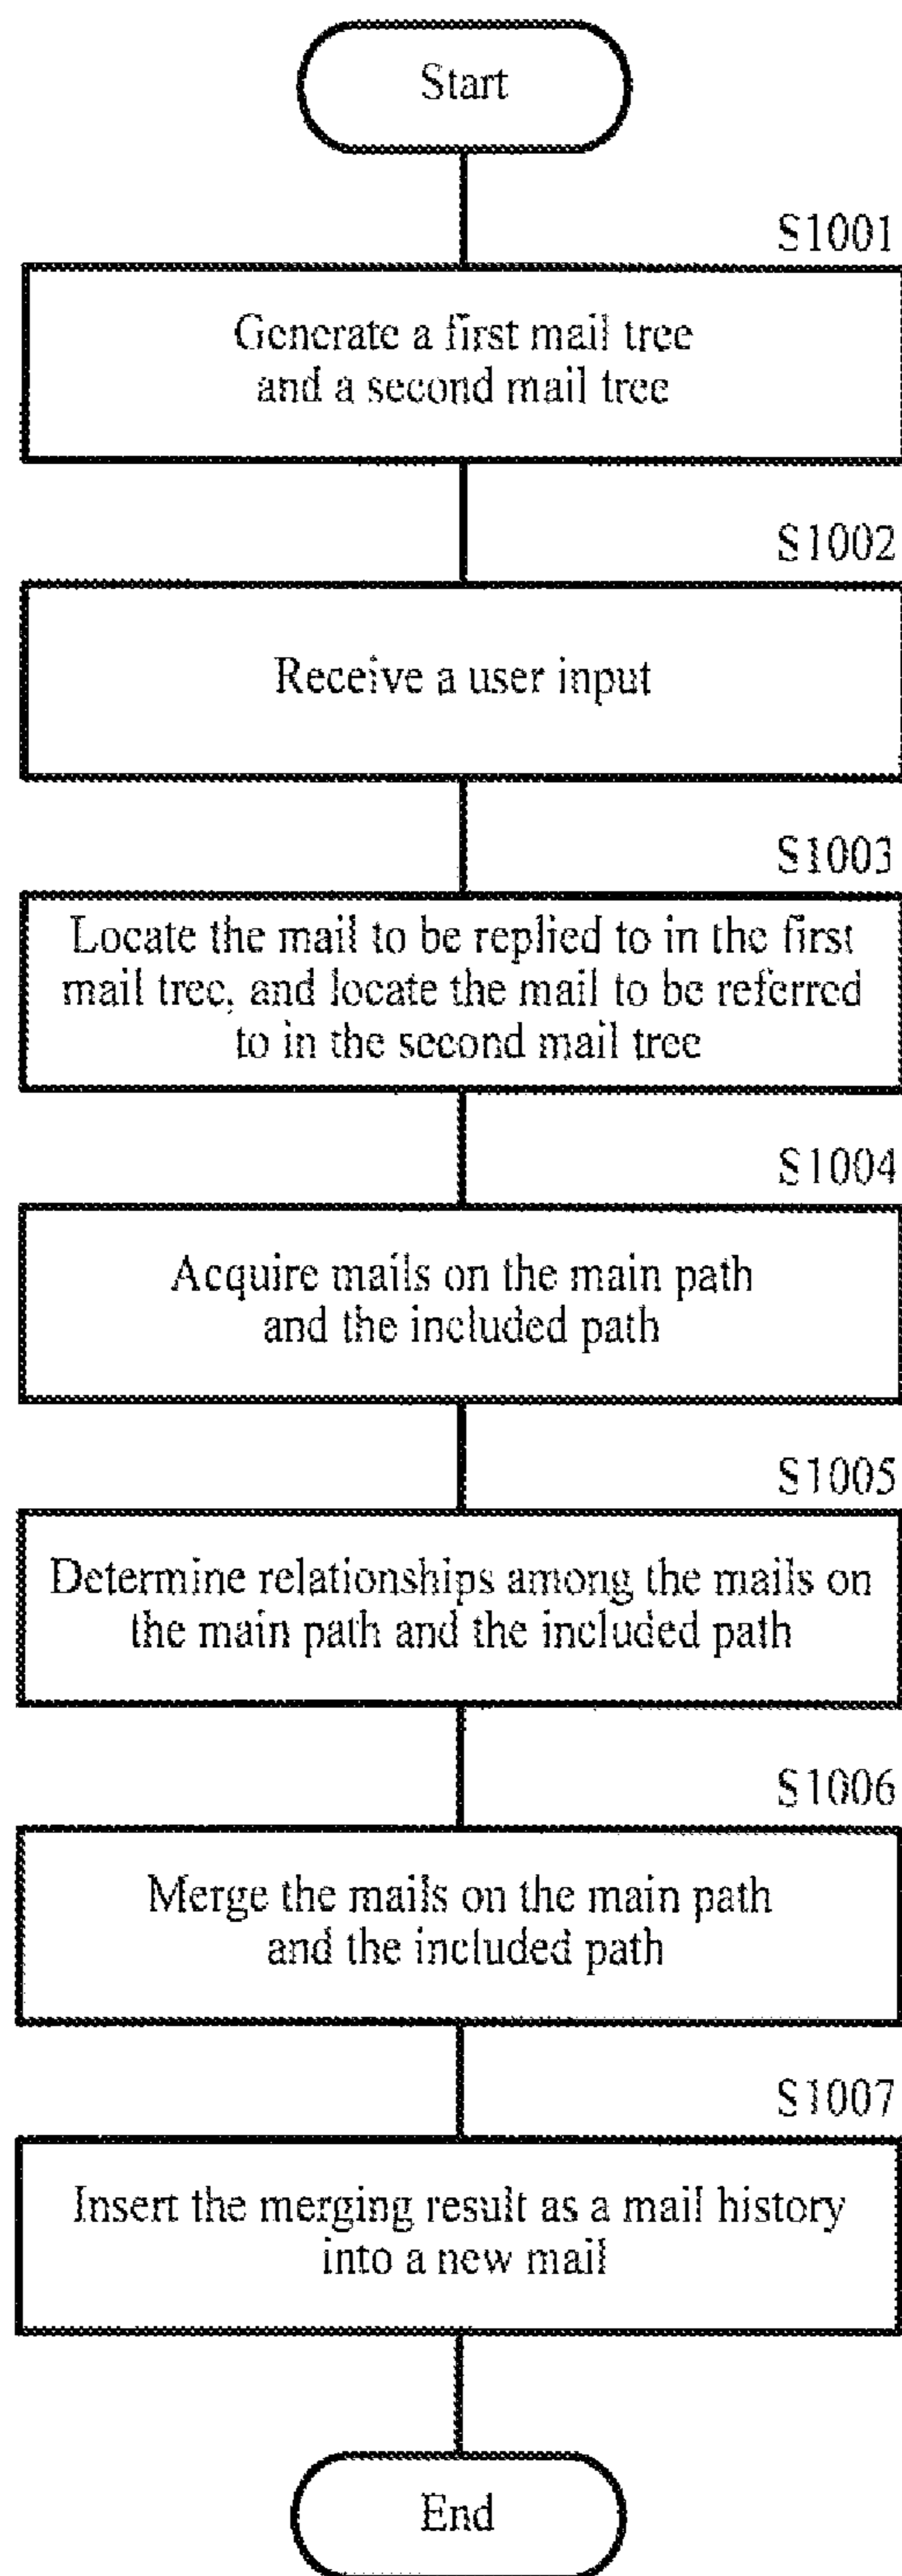 Start
S1001
Generate a first mail tree
and a second mail tree
S1002
Receive a user input
S1003
Locate the mail to be replied to in the first
mail tree, and locate the mail to be referred
to in the second mail tree
S1004
Acquire mails on the main path
and the included path
S1005
Determine relationships among the mails on
the main path and the included path
S1006
Merge the mails on the main path
and the included path
S1007
Insert the merging result as a mail history
into a new mail
End